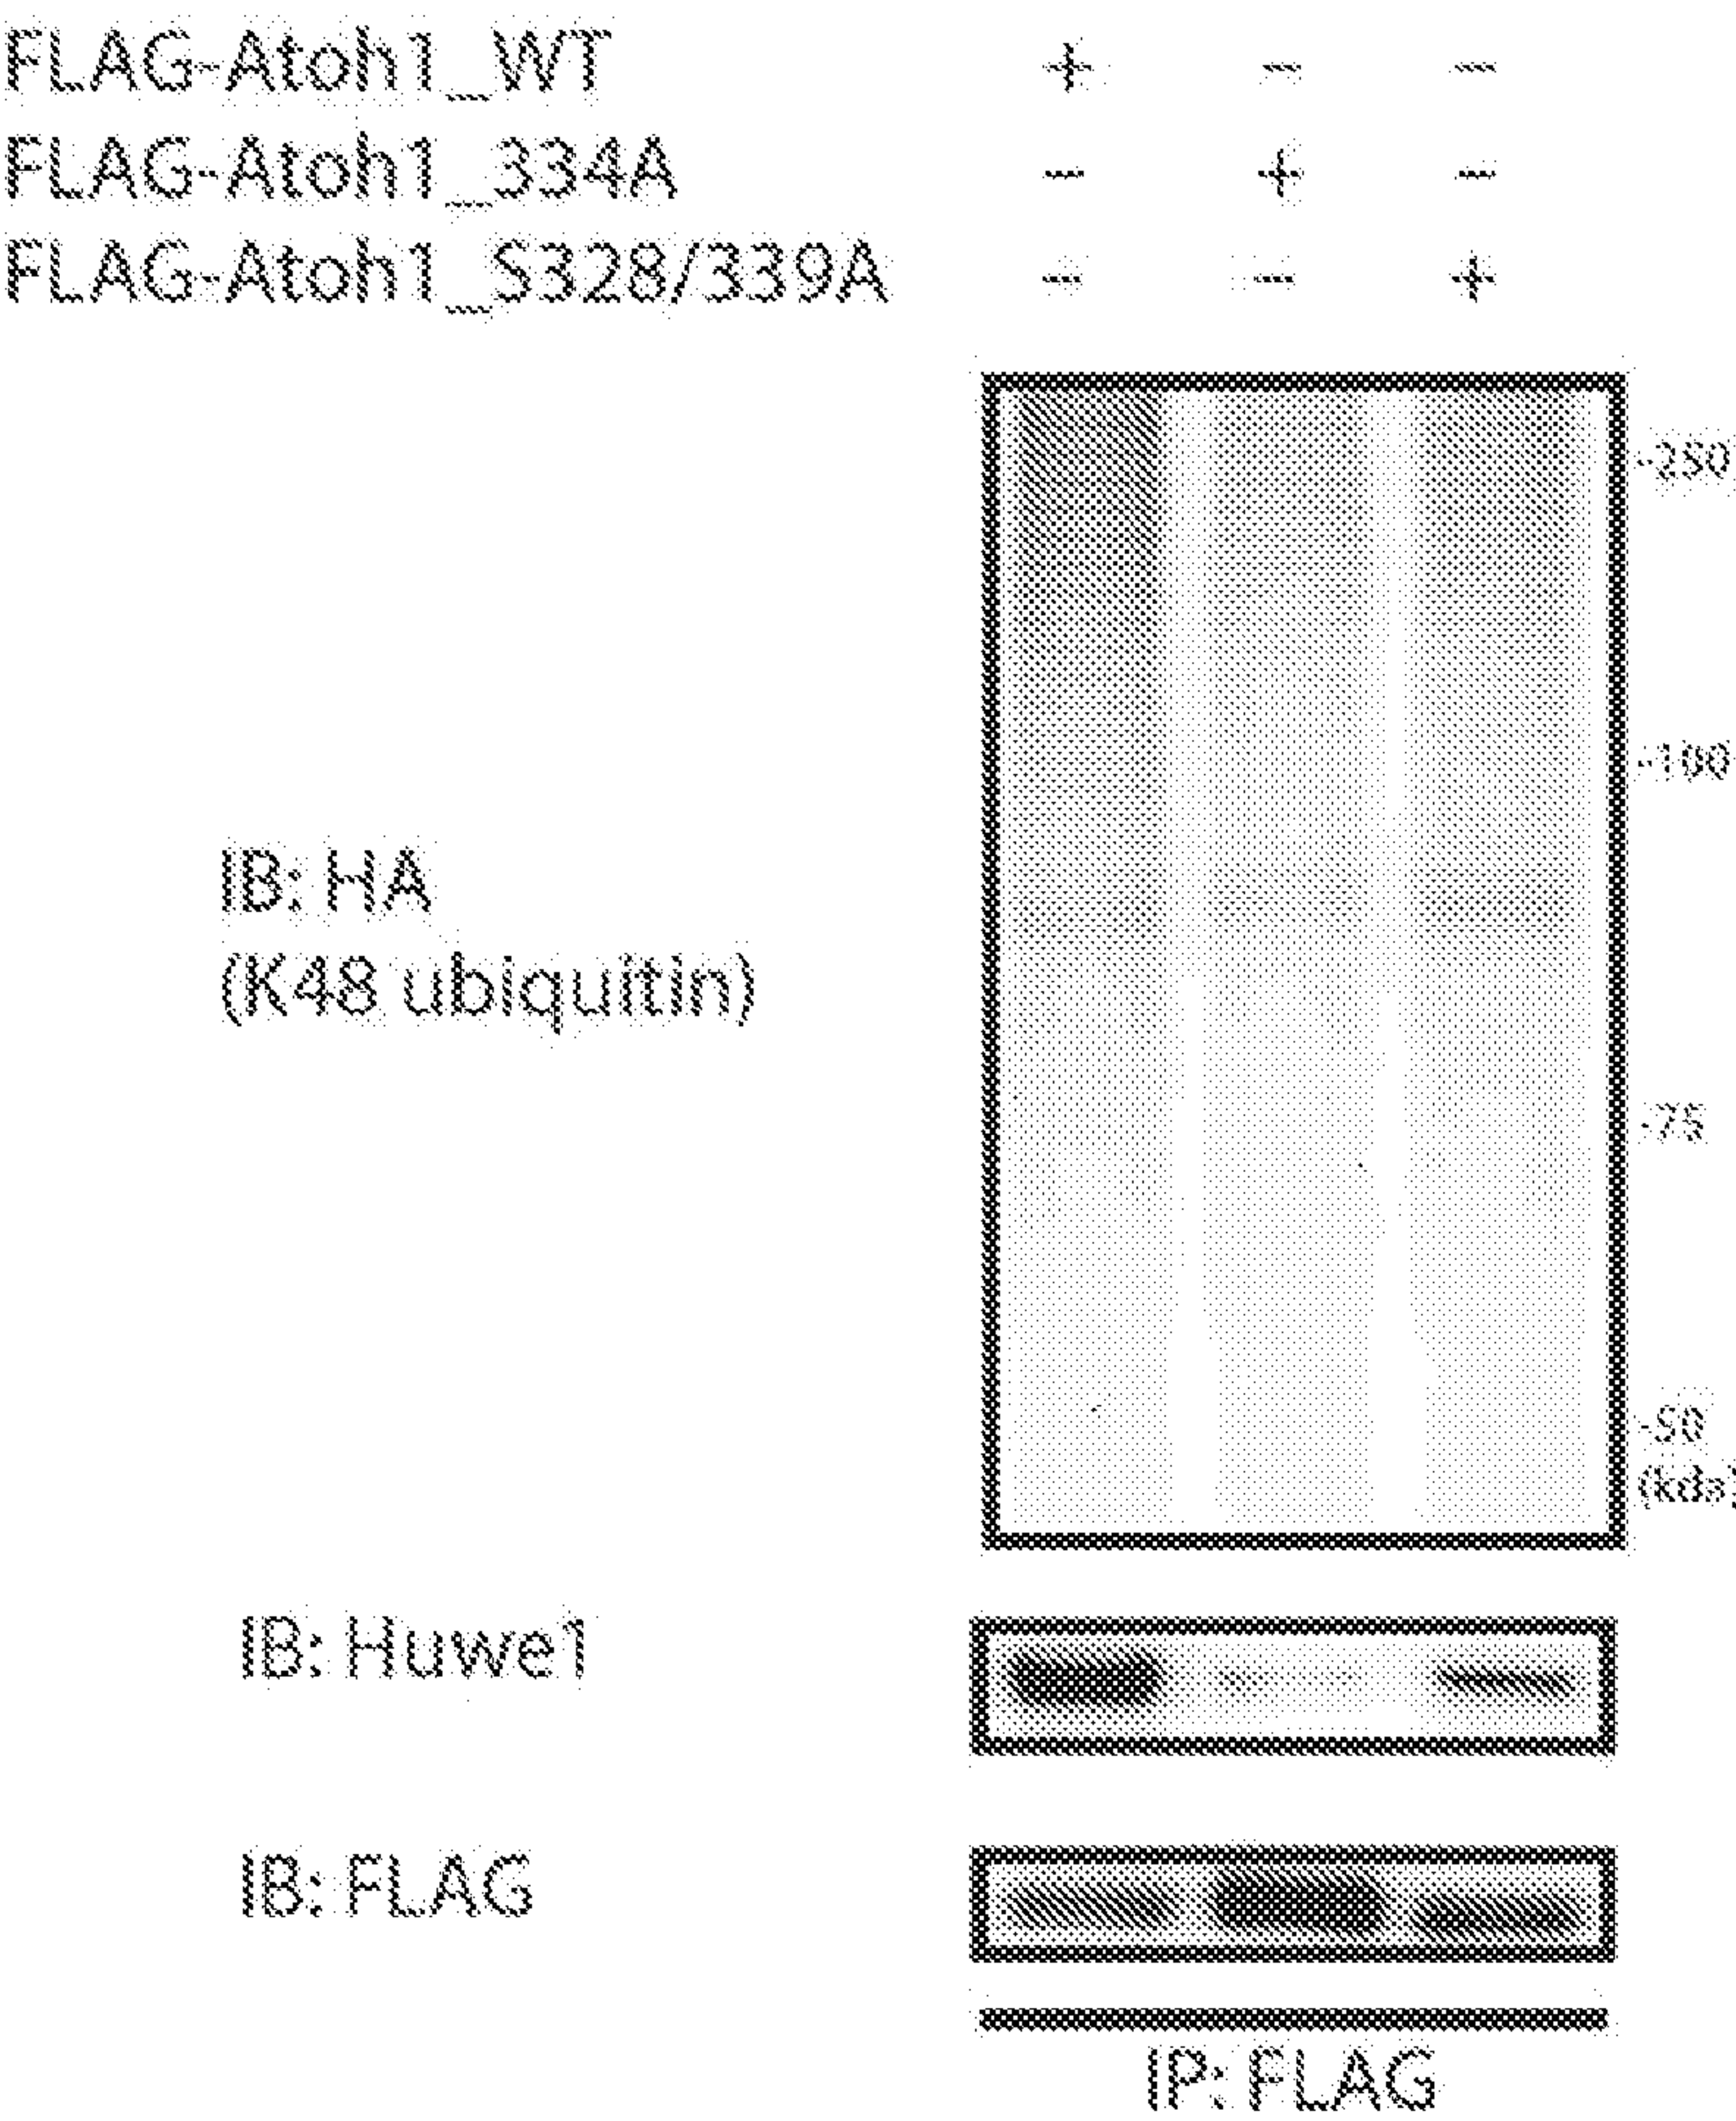 FLAG-Atoh1_WT + - -
FLAG-Atoh1_334A - + -
FLAG-Atoh1_S328/339A - - +
-250
-100
IB: HA
(K48 ubiquitin)
-75
-50
(kda)
IB: Huwe1
IB: FLAG
IP: FLAG